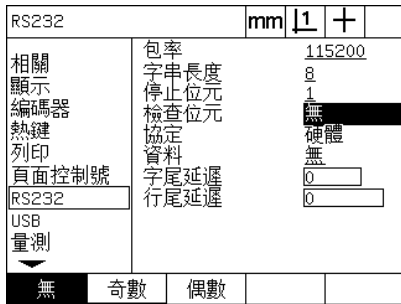 RS232 mm 1
相關
顯示
編碼器
熱鍵
列印
頁面控制號
RS232
USB
量測
包率 115200
字串長度 8
停止位元 1
檢查位元 無
協定 硬體
資料 無
字尾延遲 0
行尾延遲 0
無 奇數 偶數